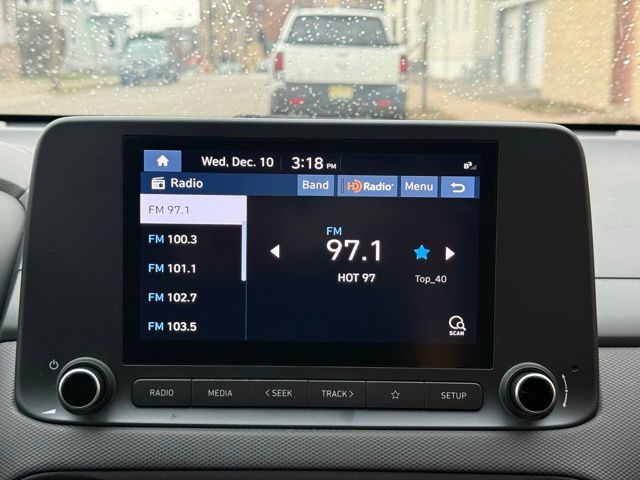 Wed, Dec. 10 3:18 PM
Radio Band HD Radio Menu
FM 97.1
FM 100.3
FM 101.1
FM 102.7
FM 103.5
FM
97.1
HOT 97
Top_40
SCAN
RADIO MEDIA < SEEK TRACK > SETUP